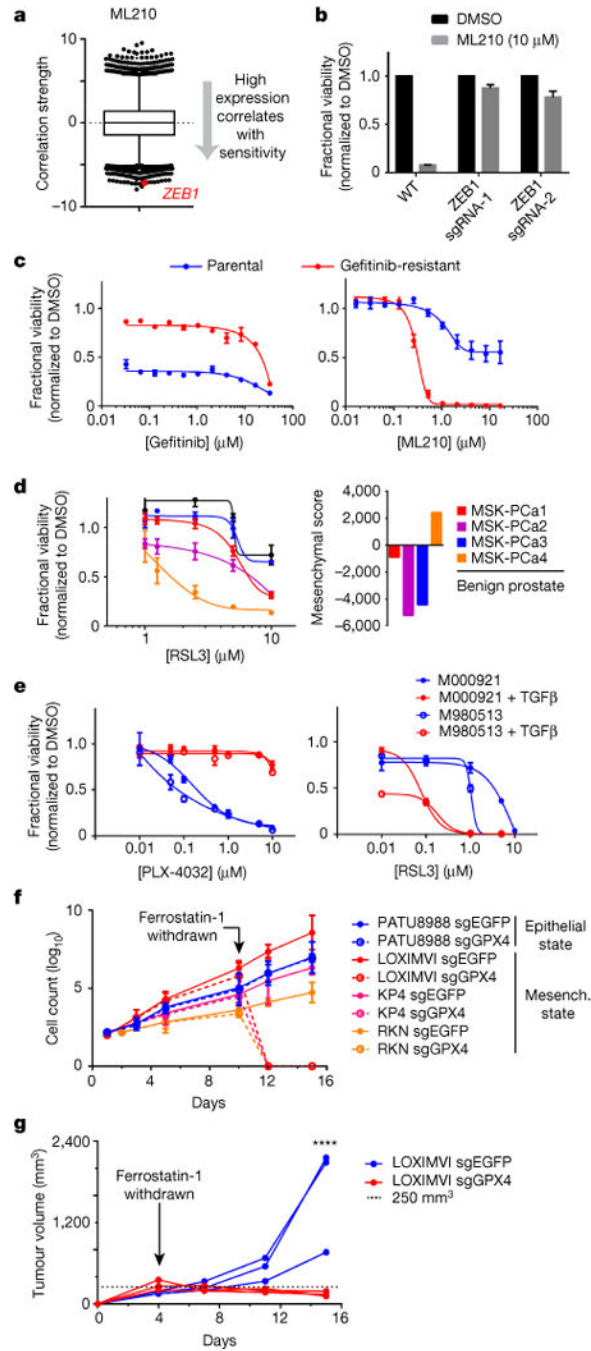 a
ML210
Correlation strength
10
0
−10
ZEB1
High
expression
correlates
with
sensitivity
b
DMSO
ML210 (10 μM)
Fractional viability
(normalized to DMSO)
1.0
0.5
0
WT
ZEB1
sgRNA-1
ZEB1
sgRNA-2
c
Parental
Gefitinib-resistant
Fractional viability
(normalized to DMSO)
1.0
0.5
0
0.01 0.1 1.0 10 100
[Gefitinib] (μM)
1.0
0.5
0
0.01 0.1 1.0 10 100
[ML210] (μM)
d
Fractional viability
(normalized to DMSO)
1.0
0.5
0
1 10
[RSL3] (μM)
Mesenchymal score
4,000
2,000
0
−2,000
−4,000
−6,000
MSK-PCa1
MSK-PCa2
MSK-PCa3
MSK-PCa4
Benign prostate
e
M000921
M000921 + TGFβ
M980513
M980513 + TGFβ
Fractional viability
(normalized to DMSO)
1.0
0.5
0
0.01 0.1 1.0 10
[PLX-4032] (μM)
1.0
0.5
0
0.01 0.1 1.0 10
[RSL3] (μM)
f
Ferrostatin-1
withdrawn
Cell count (log10)
10
5
0
0 4 8 12 16
Days
PATU8988 sgEGFP
PATU8988 sgGPX4
LOXIMVI sgEGFP
LOXIMVI sgGPX4
KP4 sgEGFP
KP4 sgGPX4
RKN sgEGFP
RKN sgGPX4
Epithelial
state
Mesench.
state
g
Tumour volume (mm3)
2,400
1,200
600
0
Ferrostatin-1
withdrawn
****
0 4 8 12 16
Days
LOXIMVI sgEGFP
LOXIMVI sgGPX4
250 mm3